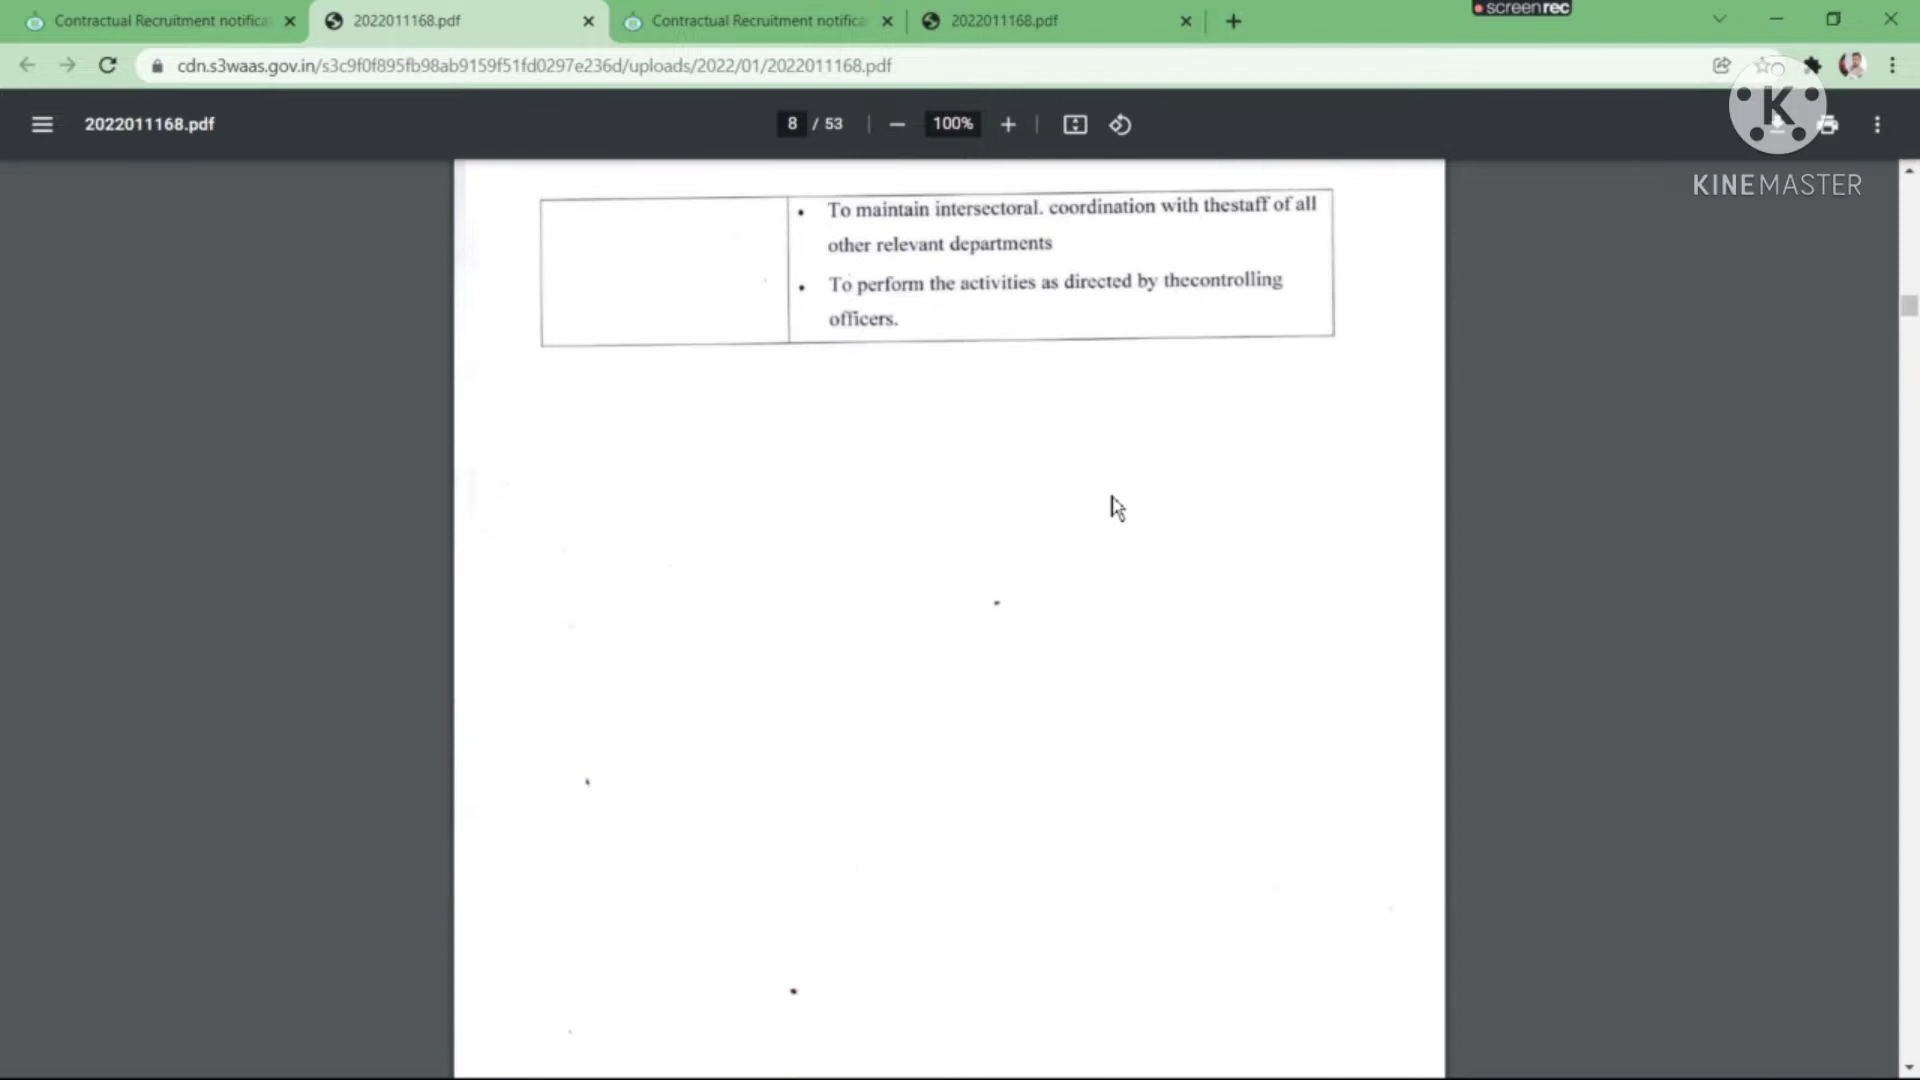 Contractual Recruitment notifica
2022011168.pdf
Contractual Recruitment notifica
2022011168.pdf
screenrec
cdn.s3waas.gov.in/s3c9f0f895fb98ab9159f51fd0297e236d/uploads/2022/01/2022011168.pdf
2022011168.pdf
8 / 53
100%
K
KINEMASTER
• To maintain intersectoral. coordination with thestaff of all
other relevant departments
• To perform the activities as directed by thecontrolling
officers.